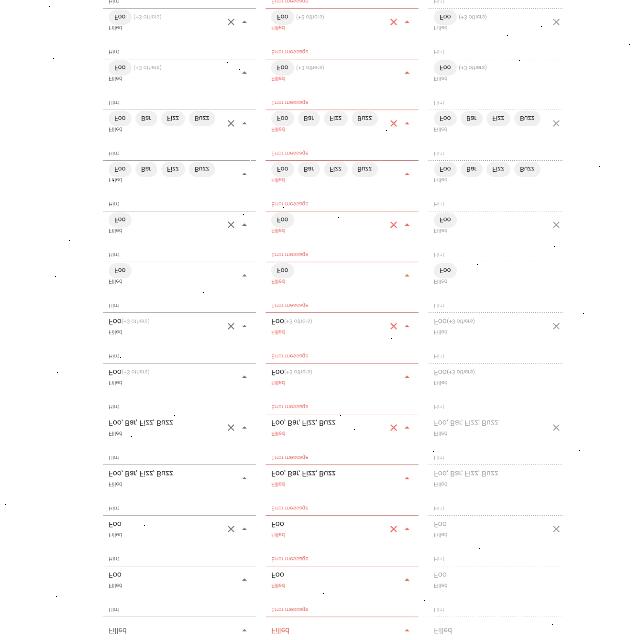 Foo (+3 others) Foo (+3 others) Foo (+3 others)
Filled Filled Filled
Hint Error message Hint
Foo (+3 others) Foo (+3 others) Foo (+3 others)
Filled Filled Filled
Hint Error message Hint
Foo Bar Fizz Buzz Foo Bar Fizz Buzz Foo Bar Fizz Buzz
Filled Filled Filled
Hint Error message Hint
Foo Bar Fizz Buzz Foo Bar Fizz Buzz Foo Bar Fizz Buzz
Filled Filled Filled
Hint Error message Hint
Foo Foo Foo
Filled Filled Filled
Hint Error message Hint
Foo Foo Foo
Filled Filled Filled
Hint Error message Hint
Foo(+3 others) Foo(+3 others) Foo(+3 others)
Filled Filled Filled
Hint Error message Hint
Foo(+3 others) Foo(+3 others) Foo(+3 others)
Filled Filled Filled
Hint Error message Hint
Foo, Bar, Fizz, Buzz Foo, Bar, Fizz, Buzz Foo, Bar, Fizz, Buzz
Filled Filled Filled
Hint Error message Hint
Foo, Bar, Fizz, Buzz Foo, Bar, Fizz, Buzz Foo, Bar, Fizz, Buzz
Filled Filled Filled
Hint Error message Hint
Foo Foo Foo
Filled Filled Filled
Hint Error message Hint
Foo Foo Foo
Filled Filled Filled
Hint Error message Hint
Filled Filled Filled